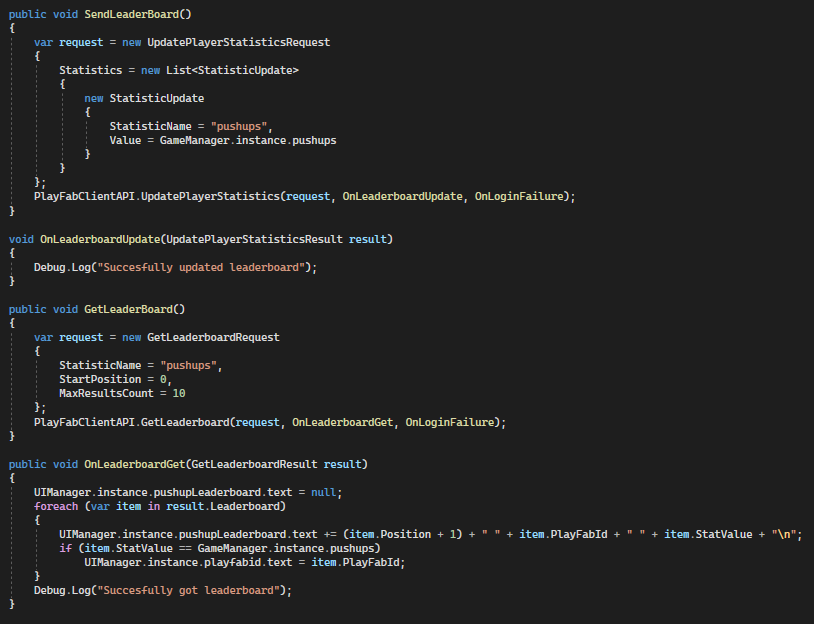 public void SendLeaderBoard()
{
    var request = new UpdatePlayerStatisticsRequest
    {
        Statistics = new List<StatisticUpdate>
        {
            new StatisticUpdate
            {
                StatisticName = "pushups",
                Value = GameManager.instance.pushups
            }
        }
    };
    PlayFabClientAPI.UpdatePlayerStatistics(request, OnLeaderboardUpdate, OnLoginFailure);
}

void OnLeaderboardUpdate(UpdatePlayerStatisticsResult result)
{
    Debug.Log("Succesfully updated leaderboard");
}

public void GetLeaderBoard()
{
    var request = new GetLeaderboardRequest
    {
        StatisticName = "pushups",
        StartPosition = 0,
        MaxResultsCount = 10
    };
    PlayFabClientAPI.GetLeaderboard(request, OnLeaderboardGet, OnLoginFailure);
}

public void OnLeaderboardGet(GetLeaderboardResult result)
{
    UIManager.instance.pushupLeaderboard.text = null;
    foreach (var item in result.Leaderboard)
    {
        UIManager.instance.pushupLeaderboard.text += (item.Position + 1) + " " + item.PlayFabId + " " + item.StatValue + "\n";
        if (item.StatValue == GameManager.instance.pushups)
            UIManager.instance.playfabid.text = item.PlayFabId;
    }
    Debug.Log("Succesfully got leaderboard");
}